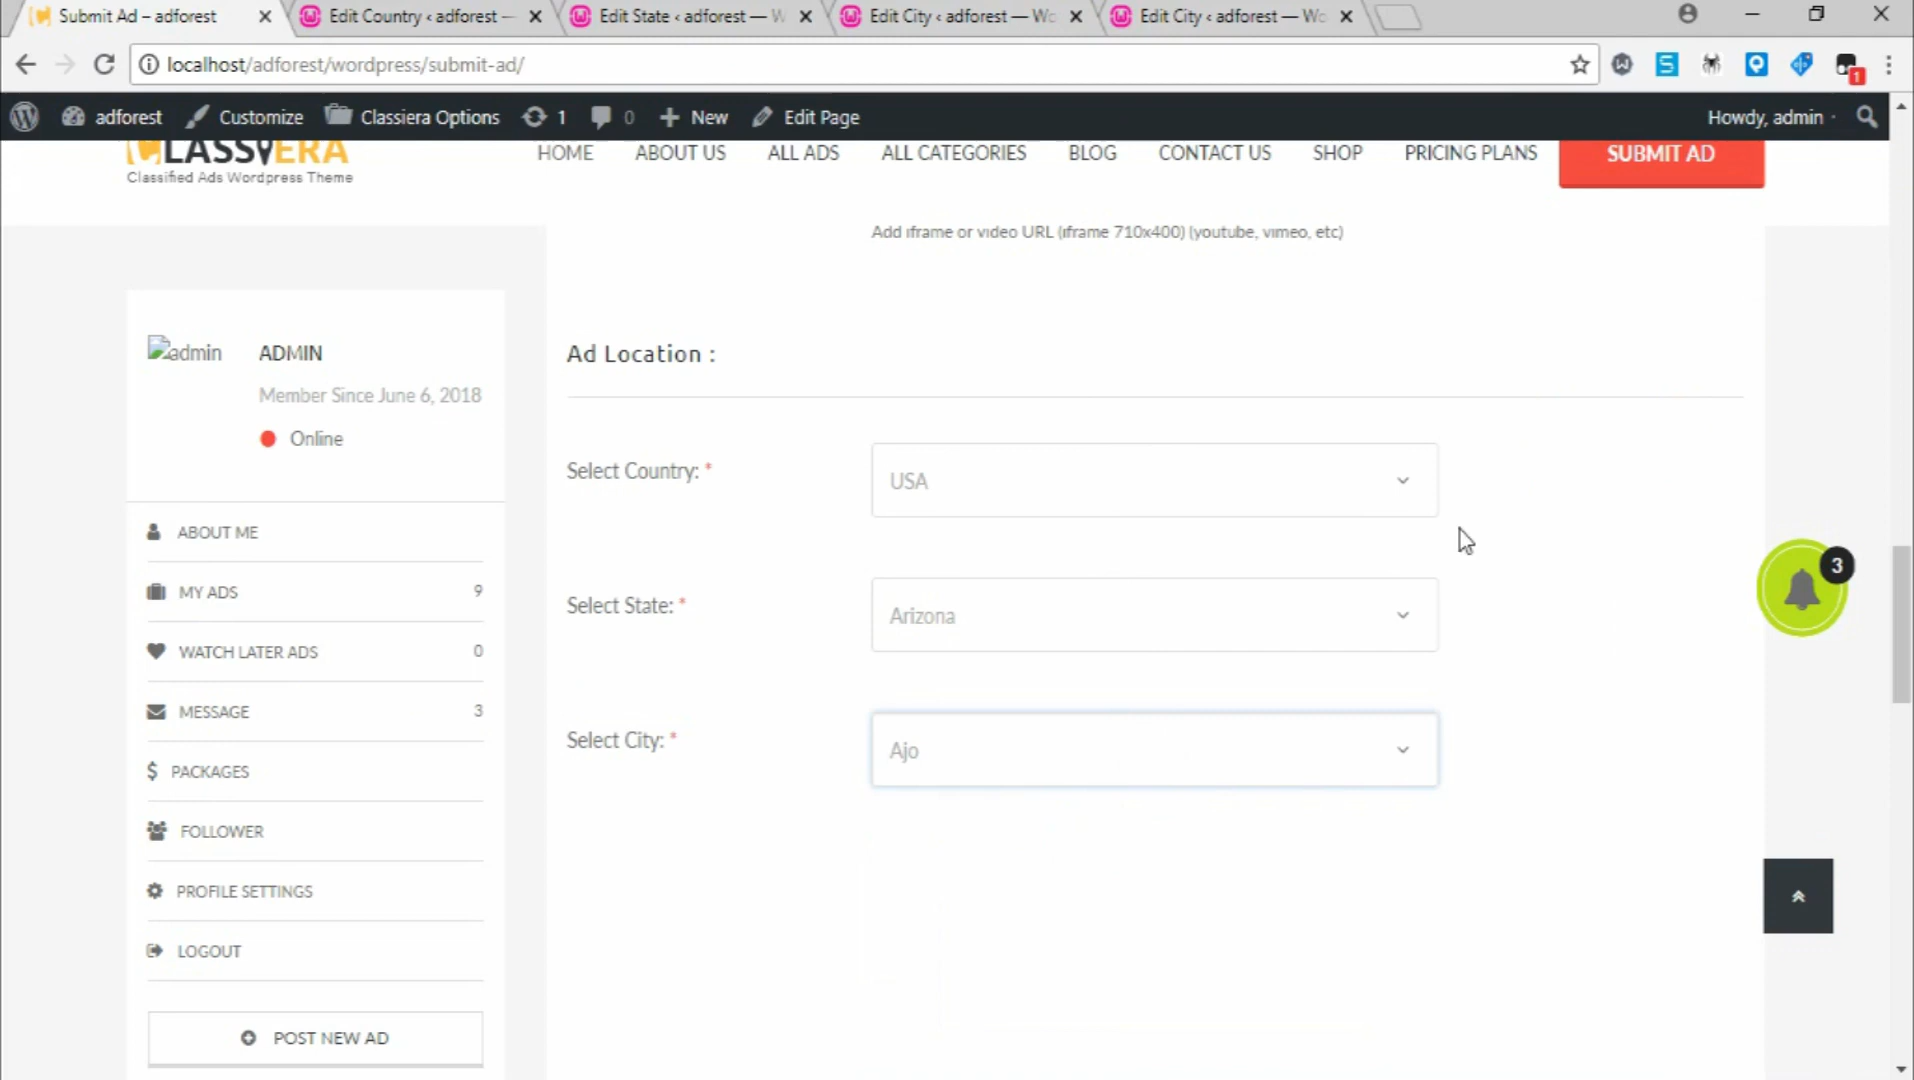 Submit Ad – adforest
Edit Country ‹ adforest —
Edit State ‹ adforest — W
Edit City ‹ adforest — Wo
Edit City ‹ adforest — Wo
localhost/adforest/wordpress/submit-ad/
1
adforest
Customize
Classiera Options
1
0
New
Edit Page
Howdy, admin
CLASSYERA
Classified Ads Wordpress Theme
HOME
ABOUT US
ALL ADS
ALL CATEGORIES
BLOG
CONTACT US
SHOP
PRICING PLANS
SUBMIT AD
Add iframe or video URL (iframe 710x400) (youtube, vimeo, etc)
admin
ADMIN
Member Since June 6, 2018
Online
ABOUT ME
MY ADS 9
WATCH LATER ADS 0
MESSAGE 3
PACKAGES
FOLLOWER
PROFILE SETTINGS
LOGOUT
POST NEW AD
Ad Location :
Select Country: *
USA
Select State: *
Arizona
Select City: *
Ajo
3